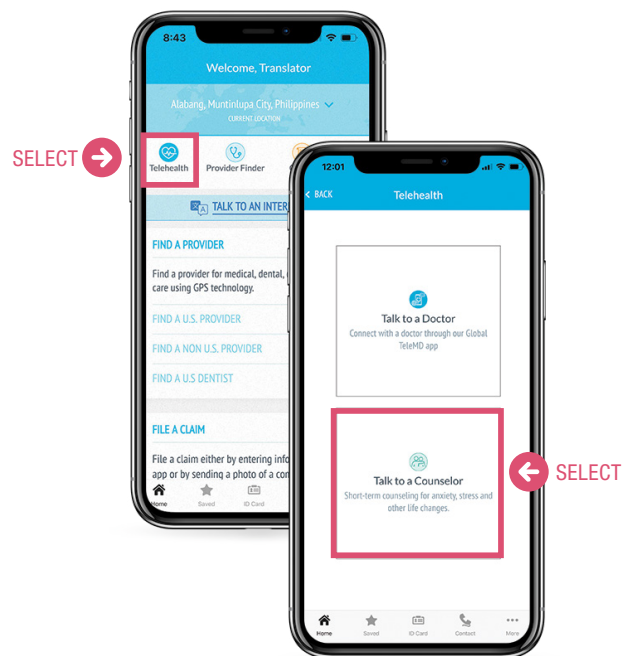 8:43
Welcome, Translator
Alabang, Muntinlupa City, Philippines
CURRENT LOCATION
SELECT
Telehealth
Provider Finder
TALK TO AN INTER
FIND A PROVIDER
Find a provider for medical, dental,
care using GPS technology.
FIND A U.S. PROVIDER
FIND A NON U.S. PROVIDER
FIND A U.S DENTIST
FILE A CLAIM
File a claim either by entering info
app or by sending a photo of a con
Home
Saved
ID Card
12:01
BACK
Telehealth
Talk to a Doctor
Connect with a doctor through our Global
TeleMD app
Talk to a Counselor
Short-term counseling for anxiety, stress and
other life changes.
SELECT
Home
Saved
ID Card
Contact
More